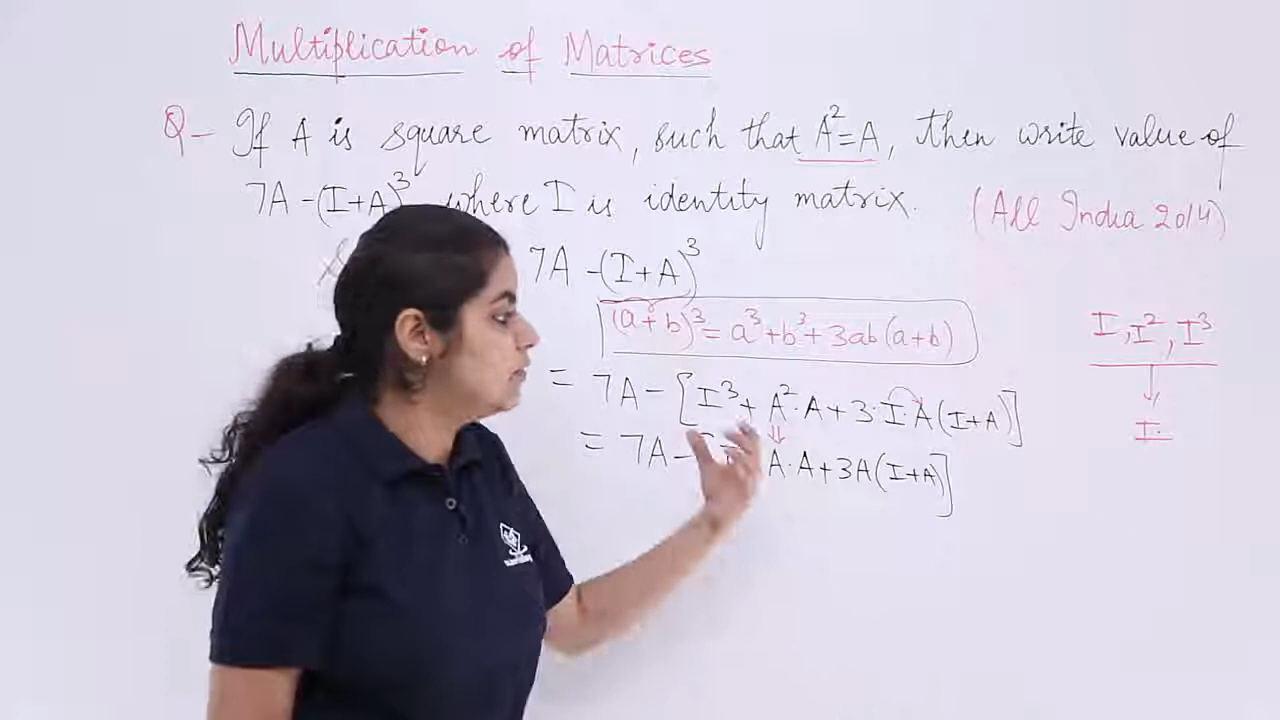 Multiplication of Matrices
Q- If A is square matrix, such that A²=A, then write value of
7A-(I+A)³ where I is identity matrix. (All India 2014)
7A-(I+A)³
(a+b)³=a³+b³+3ab(a+b)
I, I², I³
I.
= 7A-[I³+A²·A+3·I·A(I+A)]
= 7A- A·A+3A(I+A)]